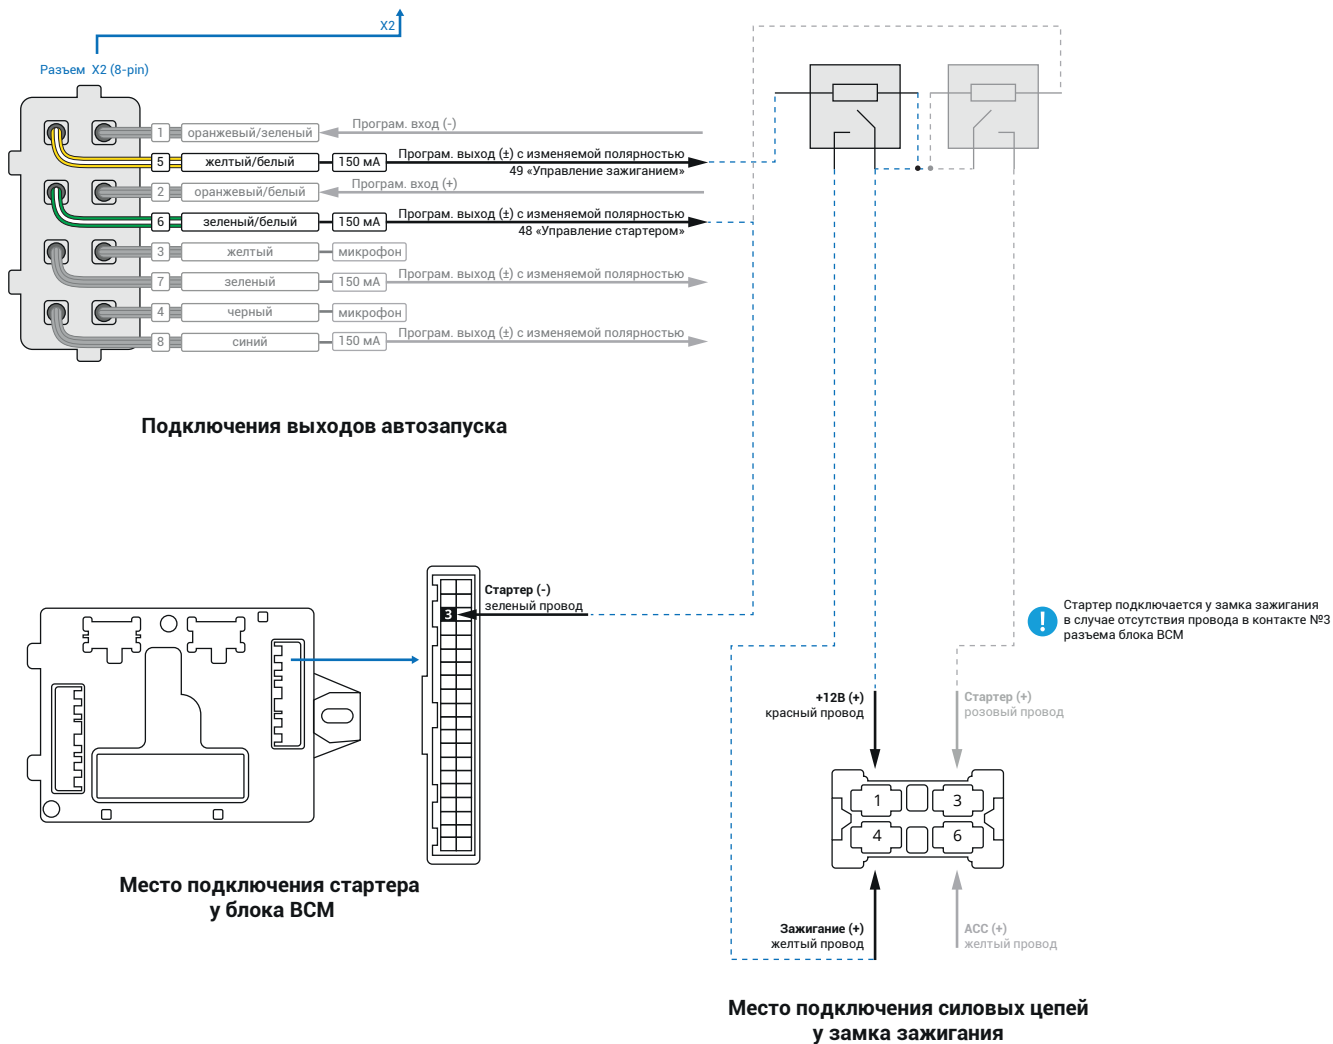 X2
Разъем X2 (8-pin)
1 оранжевый/зеленый Програм. вход (-)
5 желтый/белый 150 мА Програм. выход (±) с изменяемой полярностью
49 «Управление зажиганием»
2 оранжевый/белый Програм. вход (+)
6 зеленый/белый 150 мА Програм. выход (±) с изменяемой полярностью
48 «Управление стартером»
3 желтый микрофон
7 зеленый 150 мА Програм. выход (±) с изменяемой полярностью
4 черный микрофон
8 синий 150 мА Програм. выход (±) с изменяемой полярностью
Подключения выходов автозапуска
Стартер (-)
зеленый провод
3
Место подключения стартера
у блока BCM
! Стартер подключается у замка зажигания
в случае отсутствия провода в контакте №3
разъема блока BCM
+12В (+)
красный провод
Стартер (+)
розовый провод
1 3
4 6
Зажигание (+)
желтый провод
ACC (+)
желтый провод
Место подключения силовых цепей
у замка зажигания